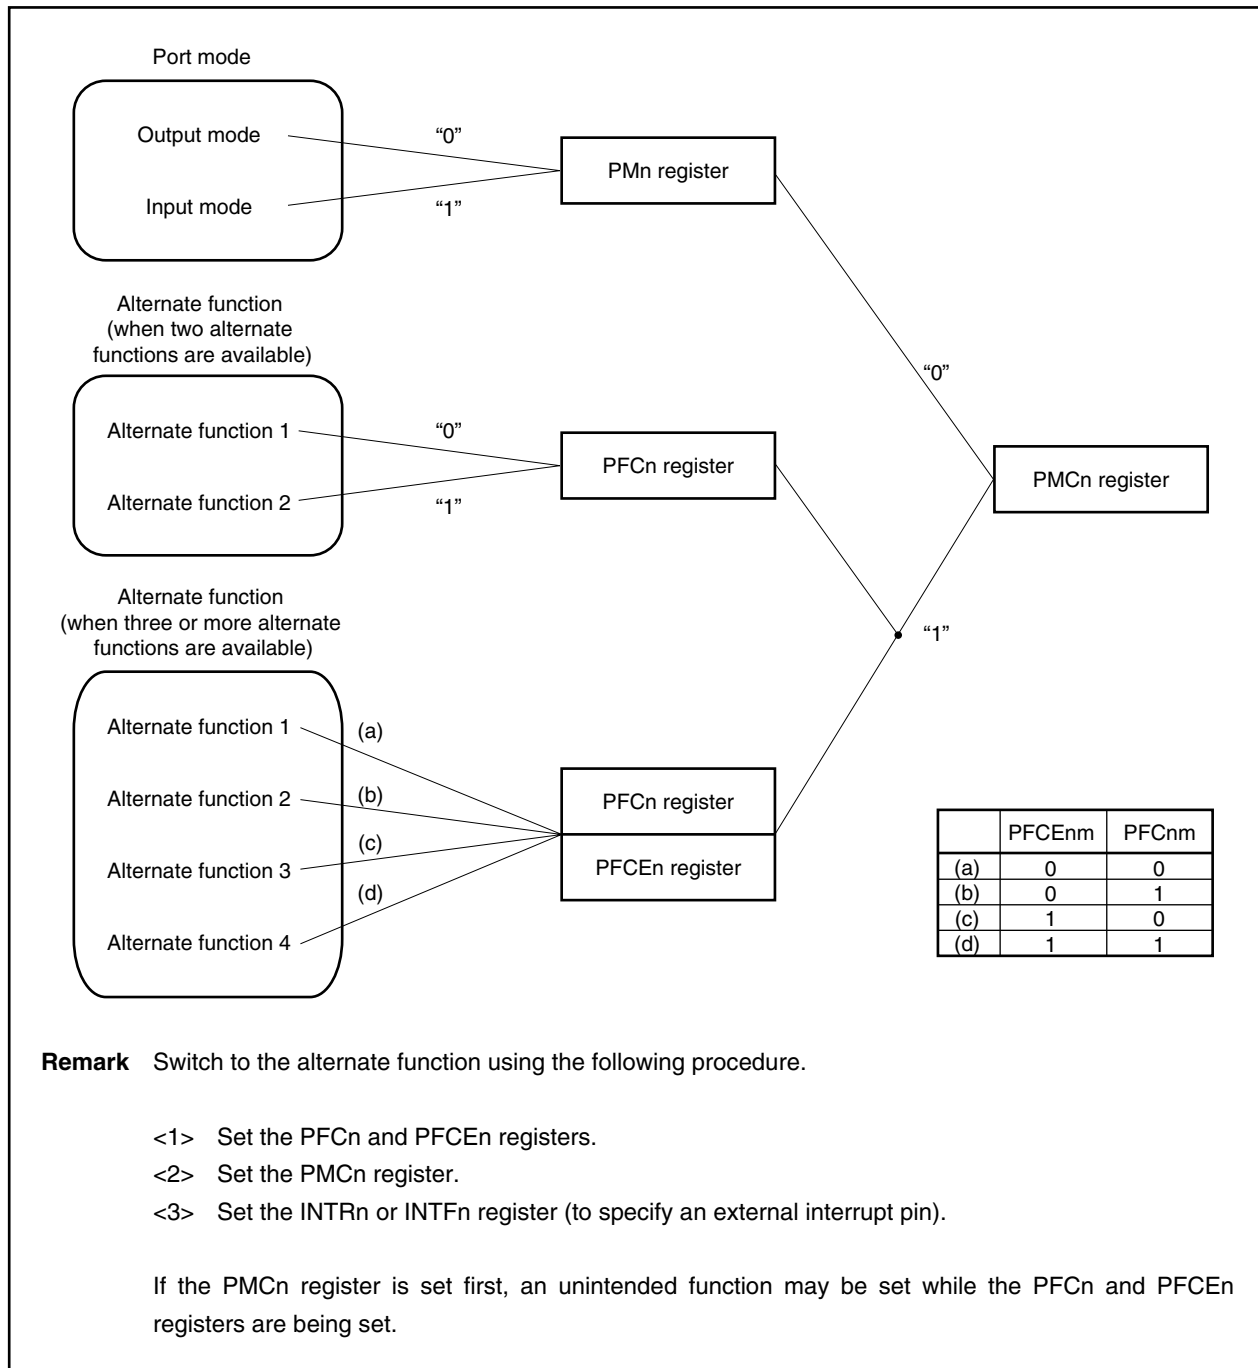 Port mode
Output mode
“0”
PMn register
Input mode
“1”
Alternate function
(when two alternate
functions are available)
“0”
Alternate function 1
“0”
PFCn register
PMCn register
Alternate function 2
“1”
Alternate function
(when three or more alternate
functions are available)
“1”
Alternate function 1
(a)
Alternate function 2
(b)
PFCn register
(c)
Alternate function 3
PFCEn register
(d)
Alternate function 4
PFCEnm PFCnm
(a) 0 0
(b) 0 1
(c) 1 0
(d) 1 1
Remark Switch to the alternate function using the following procedure.
<1> Set the PFCn and PFCEn registers.
<2> Set the PMCn register.
<3> Set the INTRn or INTFn register (to specify an external interrupt pin).
If the PMCn register is set first, an unintended function may be set while the PFCn and PFCEn
registers are being set.